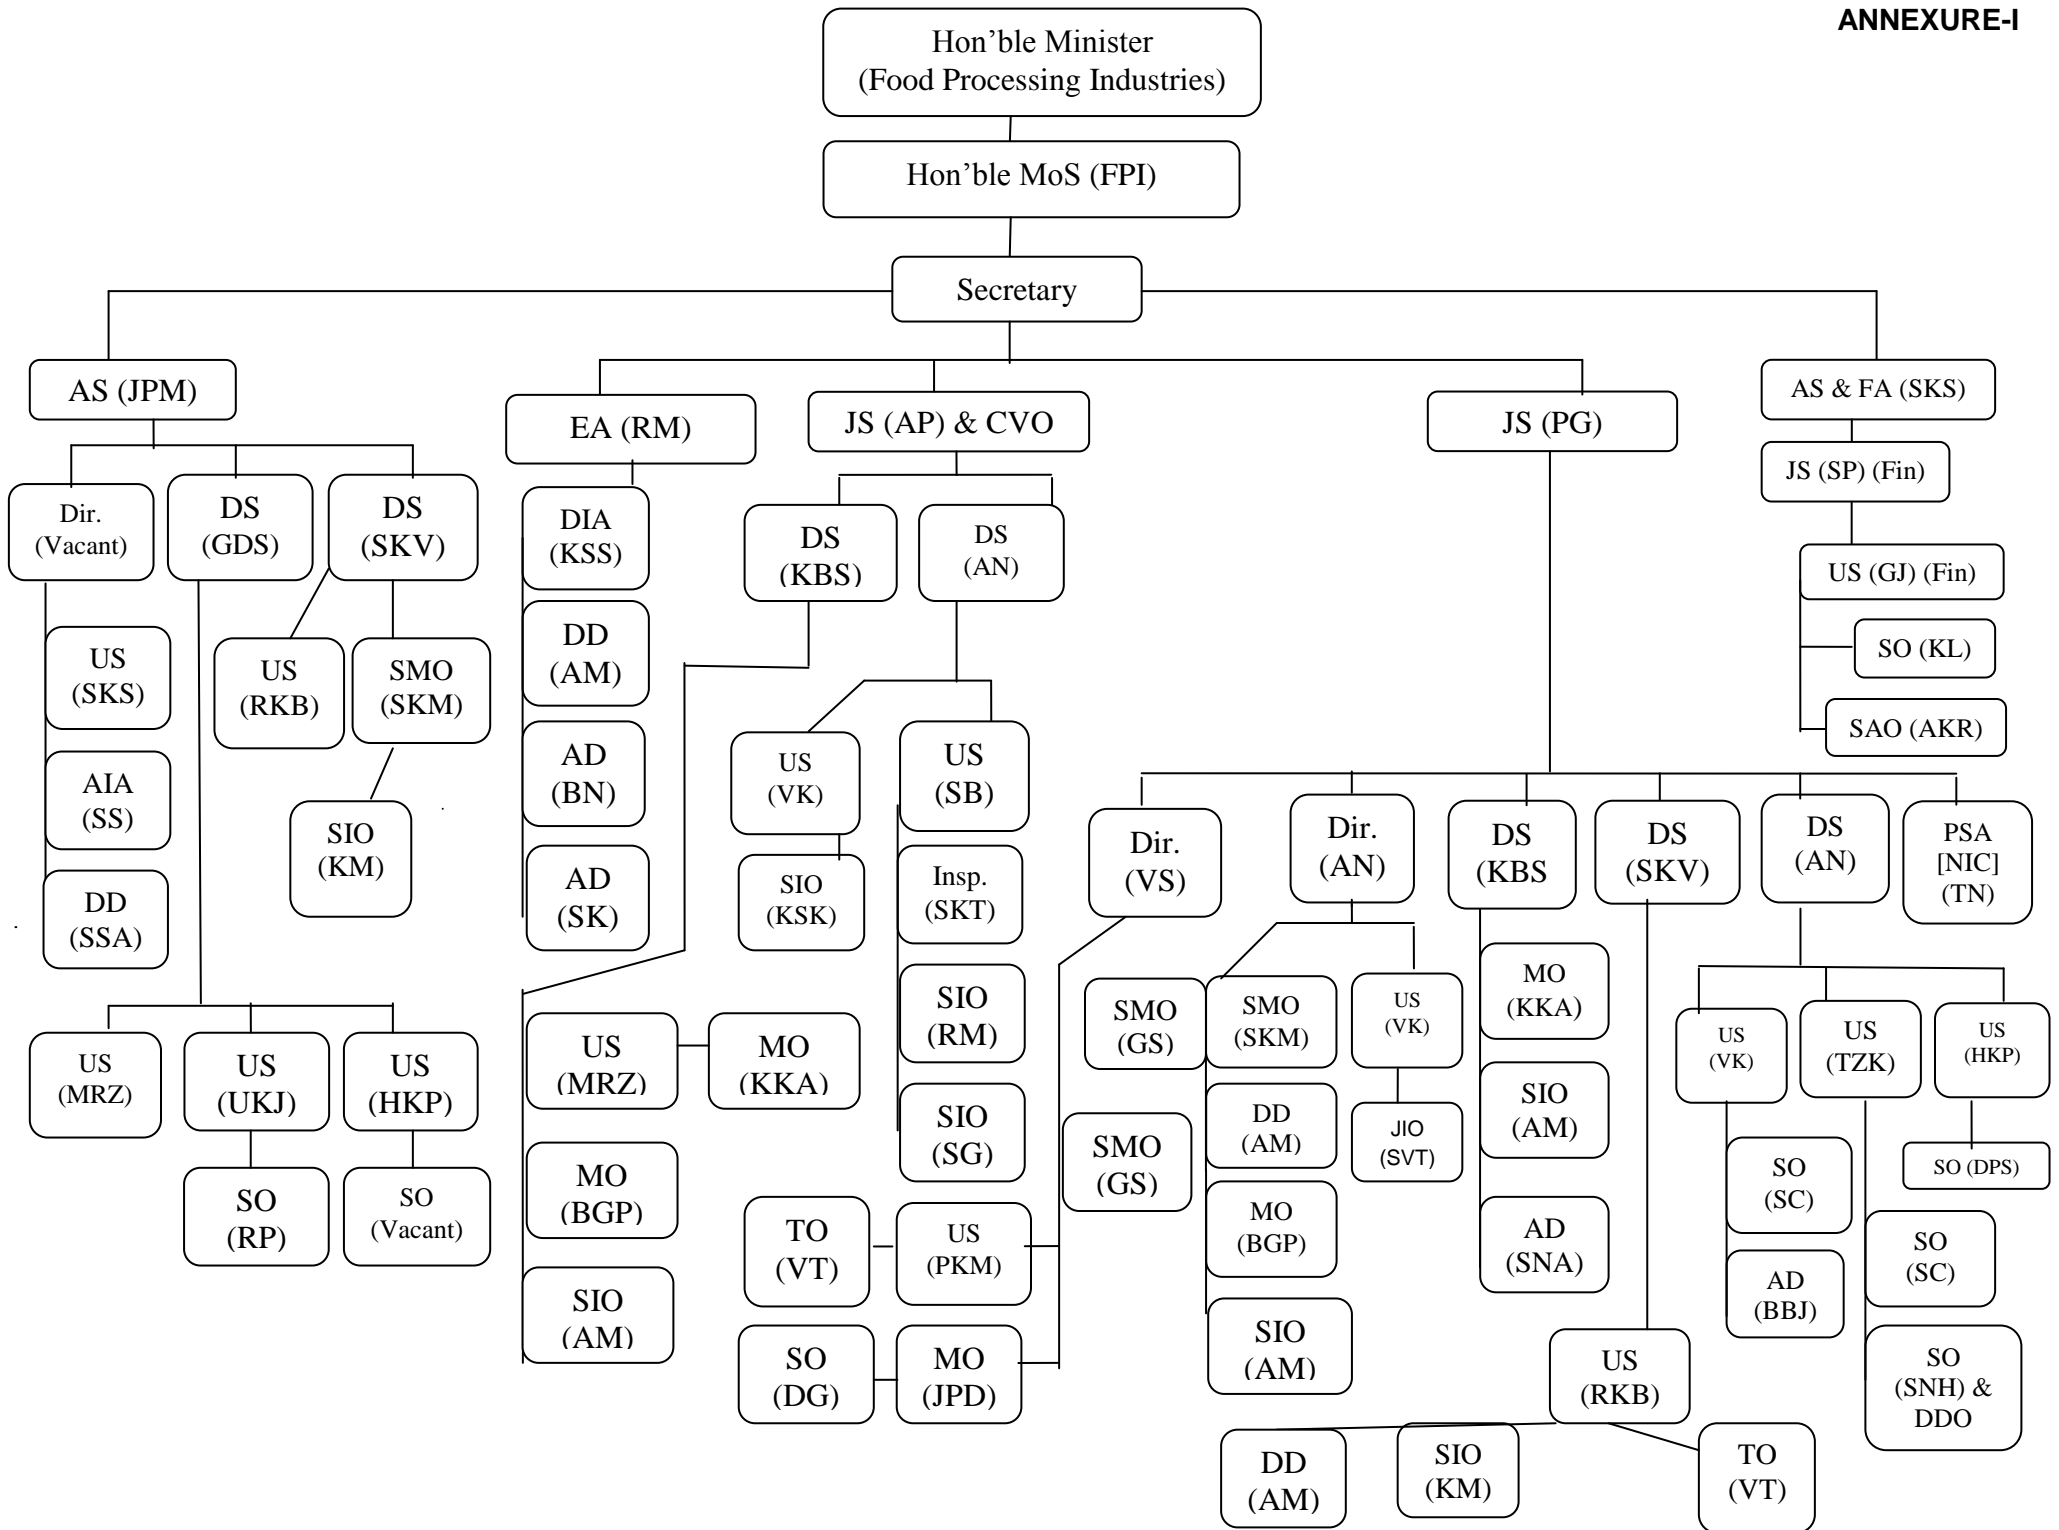 ANNEXURE-I
Hon’ble Minister
(Food Processing Industries)
Hon’ble MoS (FPI)
Secretary
AS (JPM)
EA (RM)
JS (AP) & CVO
JS (PG)
AS & FA (SKS)
JS (SP) (Fin)
US (GJ) (Fin)
SO (KL)
SAO (AKR)
Dir.
(Vacant)
DS
(GDS)
DS
(SKV)
US
(SKS)
AIA
(SS)
DD
(SSA)
US
(RKB)
SMO
(SKM)
SIO
(KM)
US
(MRZ)
US
(UKJ)
US
(HKP)
SO
(RP)
SO
(Vacant)
DIA
(KSS)
DD
(AM)
AD
(BN)
AD
(SK)
DS
(KBS)
DS
(AN)
US
(VK)
SIO
(KSK)
US
(SB)
Insp.
(SKT)
SIO
(RM)
SIO
(SG)
US
(MRZ)
MO
(KKA)
MO
(BGP)
SIO
(AM)
Dir.
(VS)
Dir.
(AN)
DS
(KBS
DS
(SKV)
DS
(AN)
PSA
[NIC]
(TN)
SMO
(GS)
SMO
(GS)
TO
(VT)
US
(PKM)
SO
(DG)
MO
(JPD)
SMO
(SKM)
US
(VK)
DD
(AM)
JIO
(SVT)
MO
(BGP)
SIO
(AM)
MO
(KKA)
SIO
(AM)
AD
(SNA)
US
(RKB)
DD
(AM)
SIO
(KM)
TO
(VT)
US
(VK)
US
(TZK)
US
(HKP)
SO
(SC)
AD
(BBJ)
SO (DPS)
SO
(SC)
SO
(SNH) &
DDO